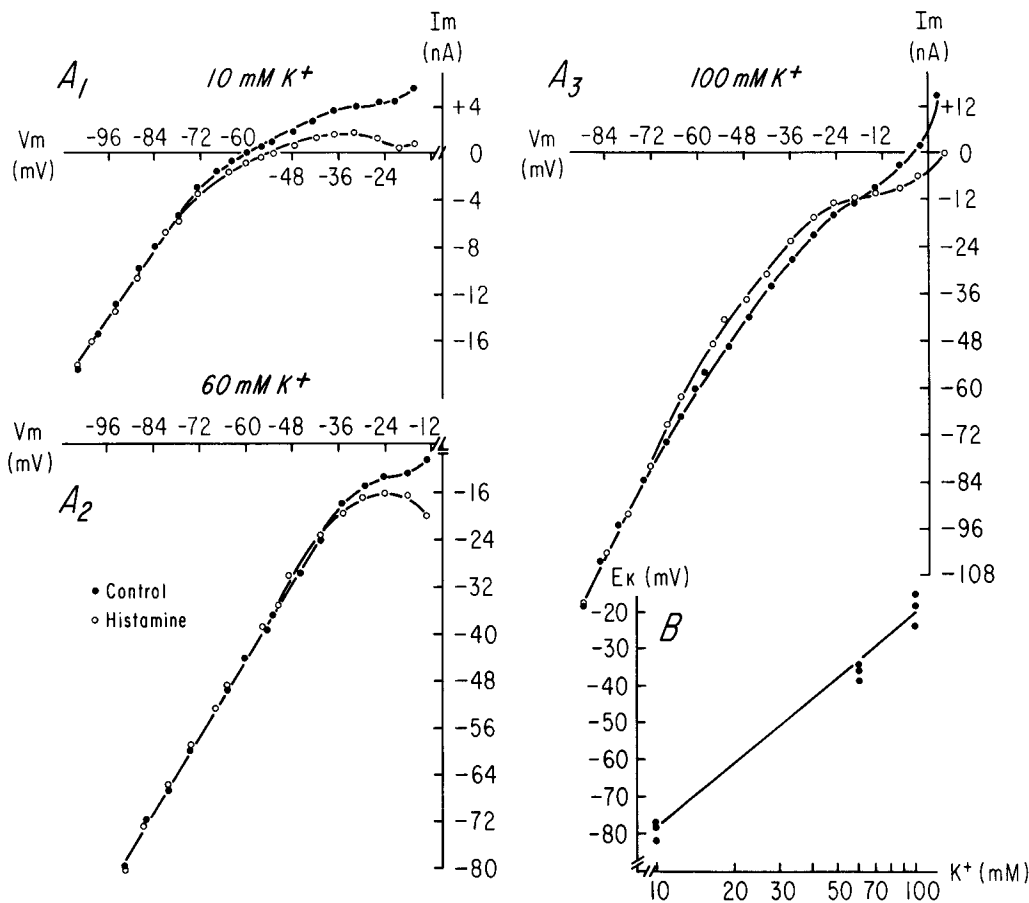 A1
10 mM K+
Im
(nA)
Vm
(mV)
-96 -84 -72 -60
-48 -36 -24
+4
0
-4
-8
-12
-16
A2
60 mM K+
Vm
(mV)
-96 -84 -72 -60 -48 -36 -24 -12
-16
-24
-32
-40
-48
-56
-64
-72
-80
● Control
○ Histamine
A3
100 mM K+
Im
(nA)
Vm
(mV)
-84 -72 -60 -48 -36 -24 -12
+12
0
-12
-24
-36
-48
-60
-72
-84
-96
-108
B
EK (mV)
-20
-30
-40
-50
-60
-70
-80
10 20 30 50 70 100
K+ (mM)